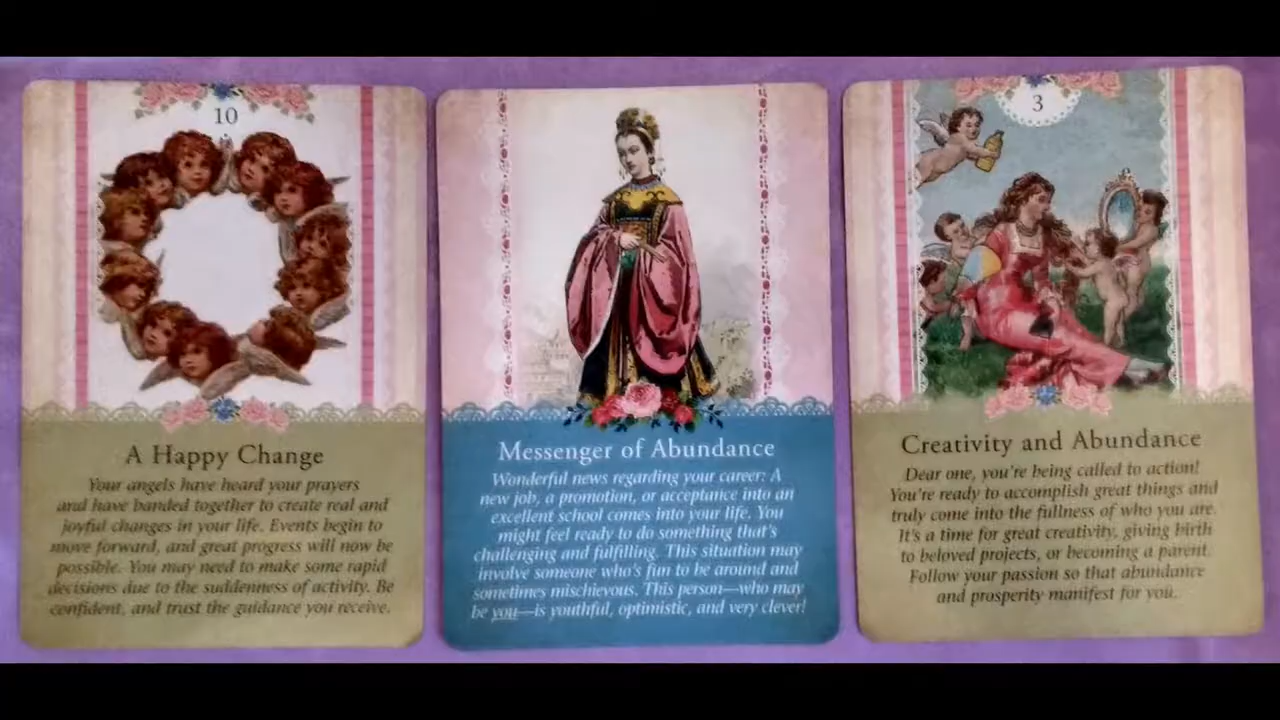 10
A Happy Change
Your angels have heard your prayers
and have banded together to create real and
joyful changes in your life. Events begin to
move forward, and great progress will now be
possible. You may need to make some rapid
decisions due to the suddenness of activity. Be
confident, and trust the guidance you receive.
Messenger of Abundance
Wonderful news regarding your career: A
new job, a promotion, or acceptance into an
excellent school comes into your life. You
might feel ready to do something that's
challenging and fulfilling. This situation may
involve someone who's fun to be around and
sometimes mischievous. This person—who may
be you—is youthful, optimistic, and very clever!
3
Creativity and Abundance
Dear one, you're being called to action!
You're ready to accomplish great things and
truly come into the fullness of who you are.
It's a time for great creativity, giving birth
to beloved projects, or becoming a parent.
Follow your passion so that abundance
and prosperity manifest for you.